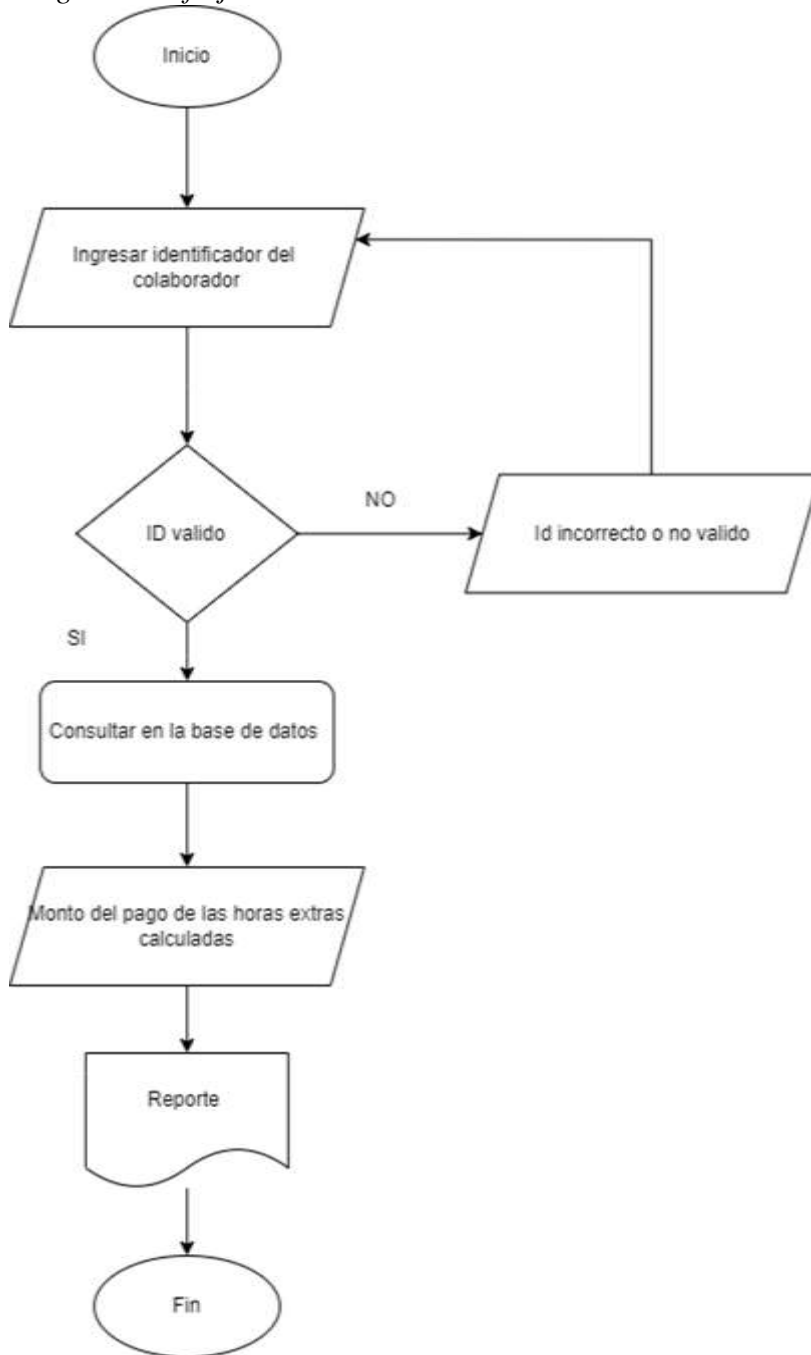 Inicio
Ingresar identificador del
colaborador
NO
ID valido
Id incorrecto o no valido
SI
Consultar en la base de datos
Monto del pago de las horas extras
calculadas
Reporte
Fin